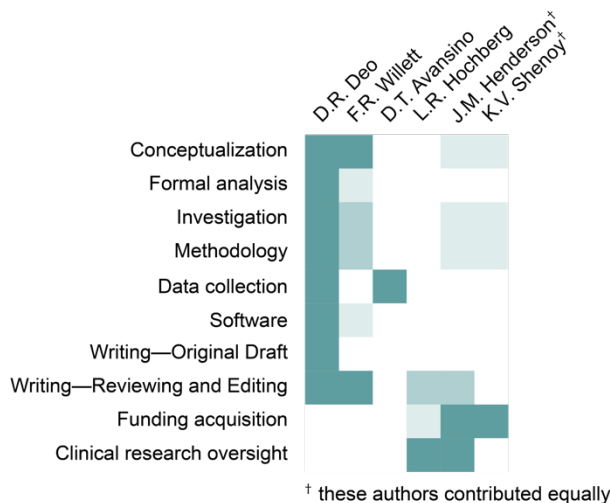 D.R. Deo
F.R. Willett
D.T. Avansino
L.R. Hochberg
J.M. Henderson†
K.V. Shenoy†
Conceptualization
Formal analysis
Investigation
Methodology
Data collection
Software
Writing—Original Draft
Writing—Reviewing and Editing
Funding acquisition
Clinical research oversight
† these authors contributed equally